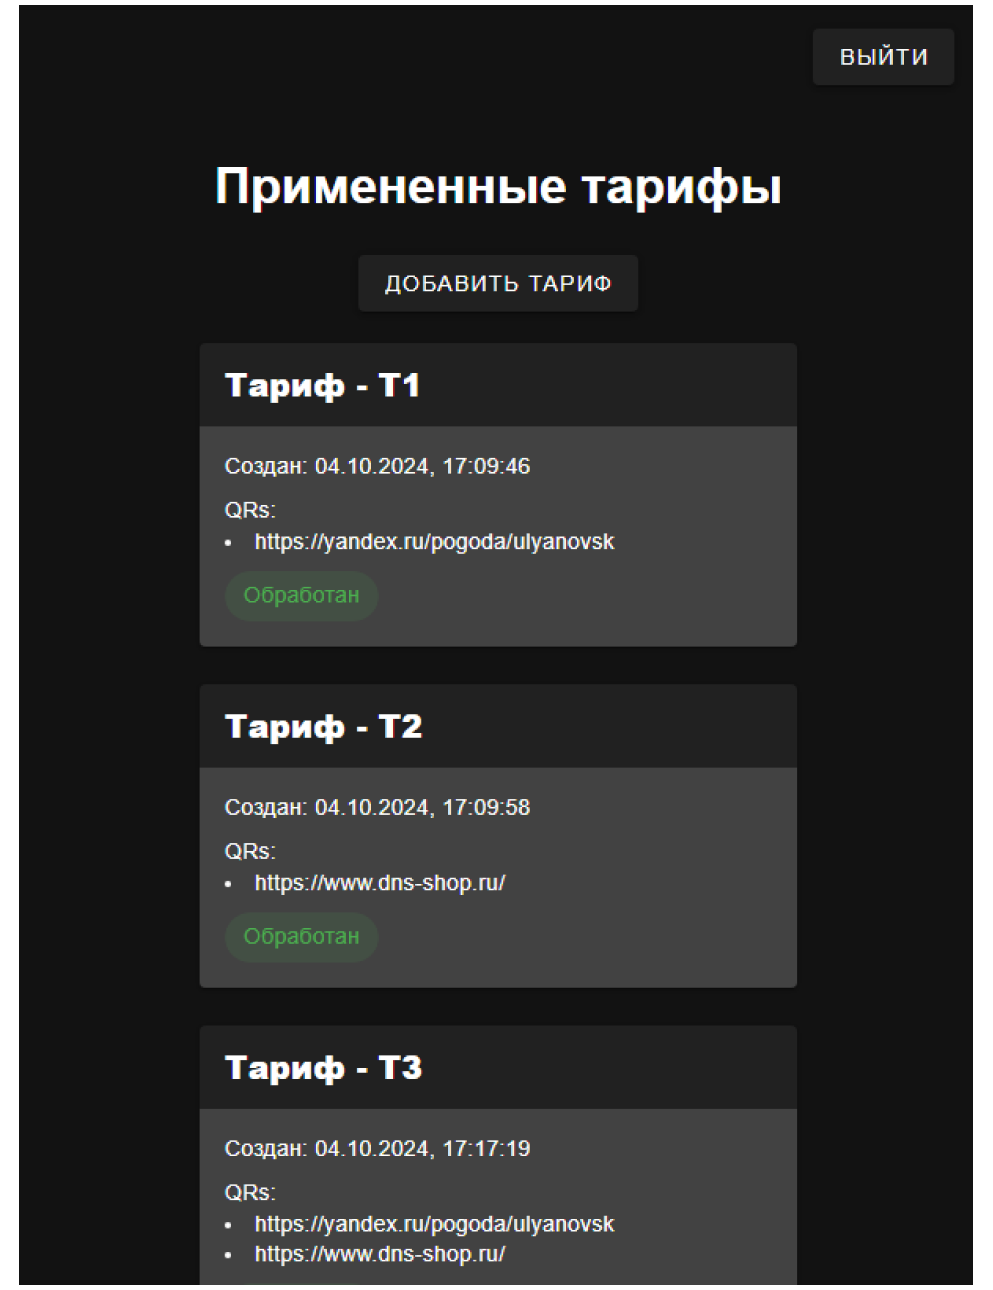 ВЫЙТИ
Примененные тарифы
ДОБАВИТЬ ТАРИФ
Тариф - Т1
Создан: 04.10.2024, 17:09:46
QRs:
• https://yandex.ru/pogoda/ulyanovsk
Обработан
Тариф - Т2
Создан: 04.10.2024, 17:09:58
QRs:
• https://www.dns-shop.ru/
Обработан
Тариф - Т3
Создан: 04.10.2024, 17:17:19
QRs:
• https://yandex.ru/pogoda/ulyanovsk
• https://www.dns-shop.ru/